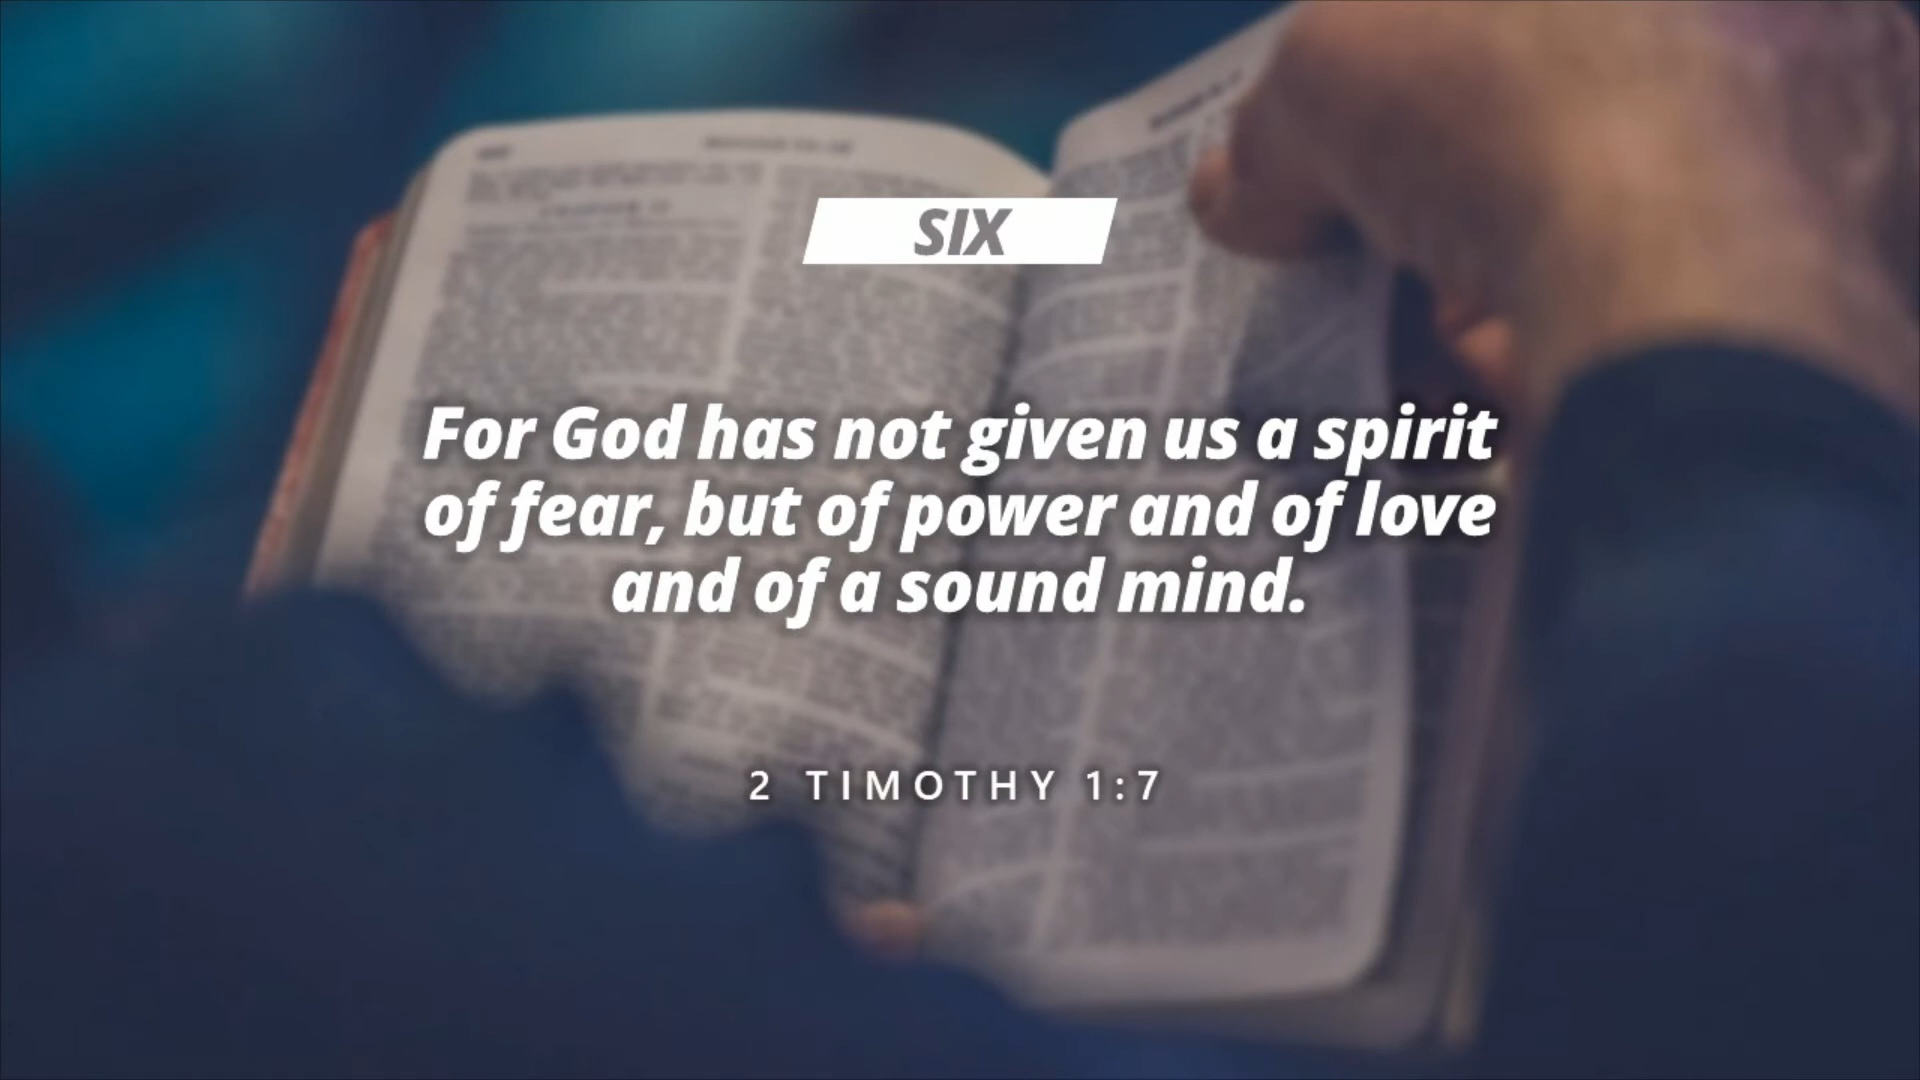 SIX
For God has not given us a spirit
of fear, but of power and of love
and of a sound mind.
2 TIMOTHY 1:7